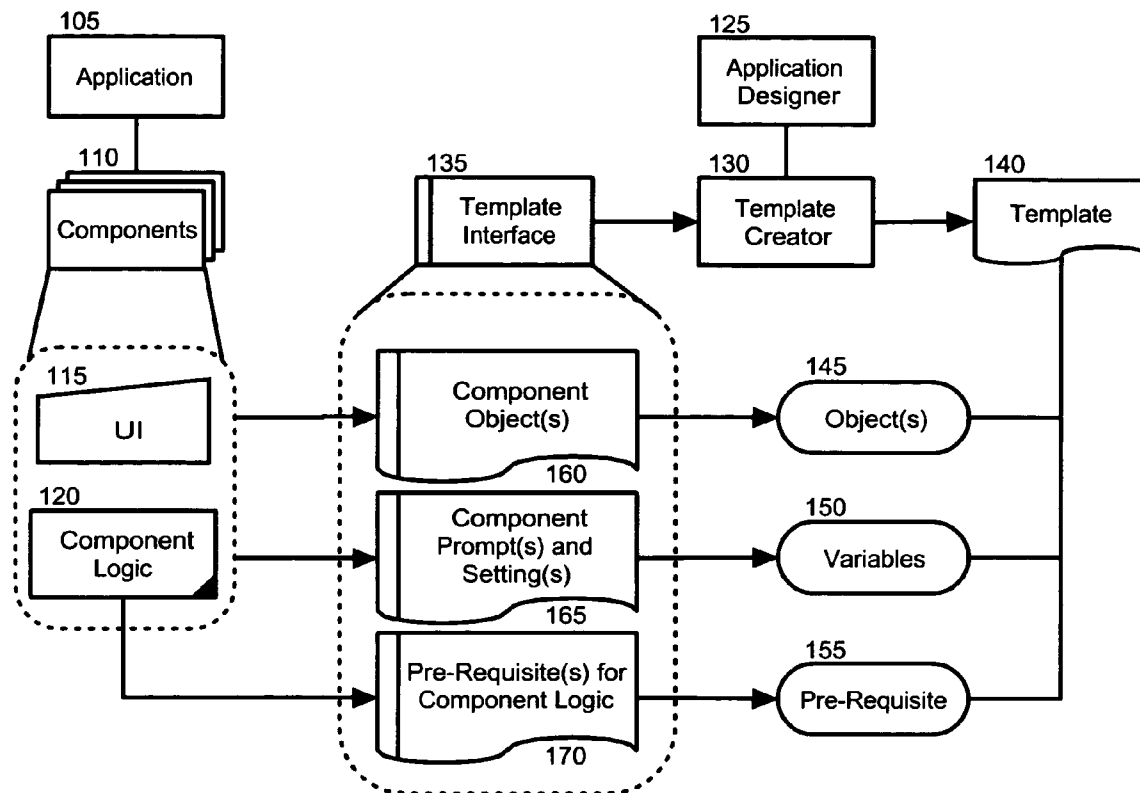 105
Application
110
Components
115
UI
120
Component
Logic
125
Application
Designer
135
Template
Interface
130
Template
Creator
140
Template
Component
Object(s)
160
145
Object(s)
Component
Prompt(s) and
Setting(s)
165
150
Variables
Pre-Requisite(s) for
Component Logic
170
155
Pre-Requisite